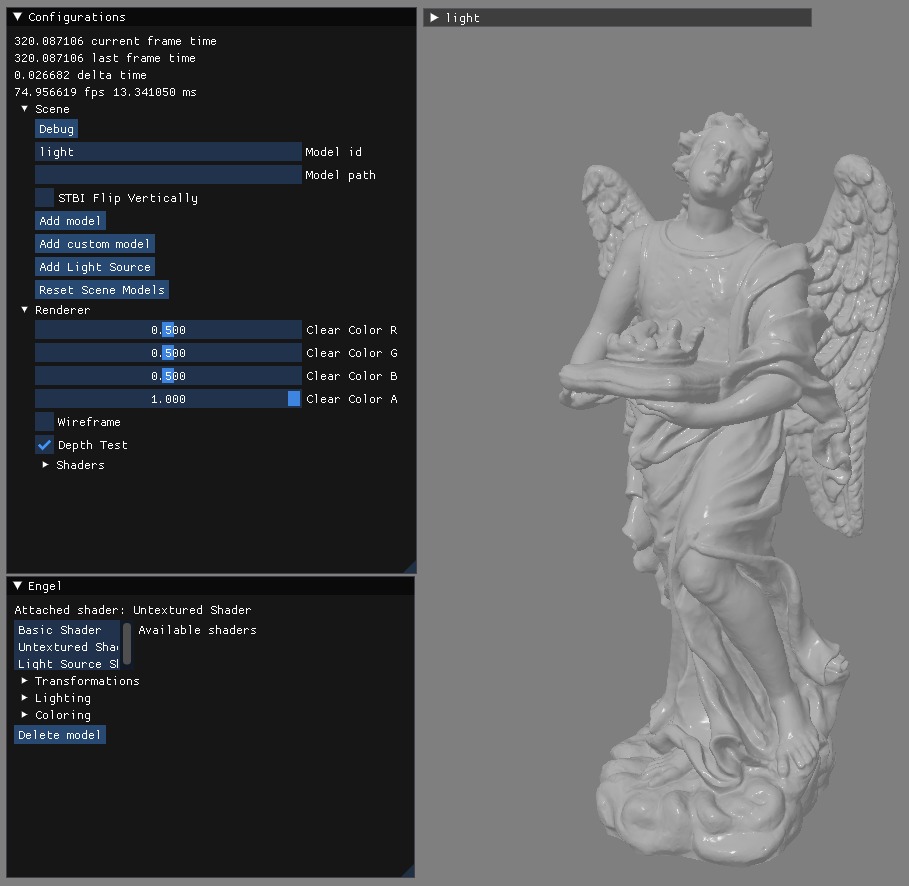 Configurations
320.087106 current frame time
320.087106 last frame time
0.026682 delta time
74.956619 fps 13.341050 ms
Scene
Debug
light Model id
Model path
STBI Flip Vertically
Add model
Add custom model
Add Light Source
Reset Scene Models
Renderer
0.500 Clear Color R
0.500 Clear Color G
0.500 Clear Color B
1.000 Clear Color A
Wireframe
Depth Test
Shaders
Engel
Attached shader: Untextured Shader
Basic Shader Available shaders
Untextured Sha
Light Source S
Transformations
Lighting
Coloring
Delete model
light